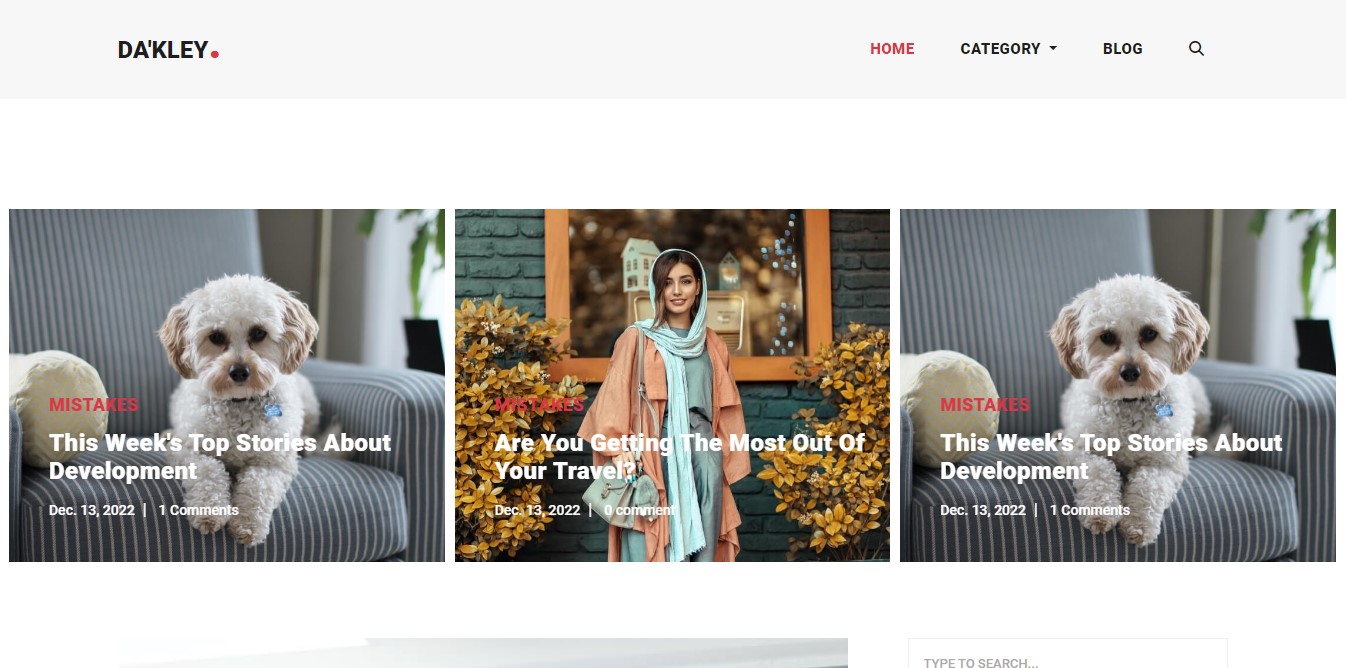 DA'KLEY.
HOME CATEGORY BLOG
MISTAKES
This Week's Top Stories About
Development
Dec. 13, 2022 | 1 Comments
MISTAKES
Are You Getting The Most Out Of
Your Travel?
Dec. 13, 2022 | 0 comment
MISTAKES
This Week's Top Stories About
Development
Dec. 13, 2022 | 1 Comments
TYPE TO SEARCH...